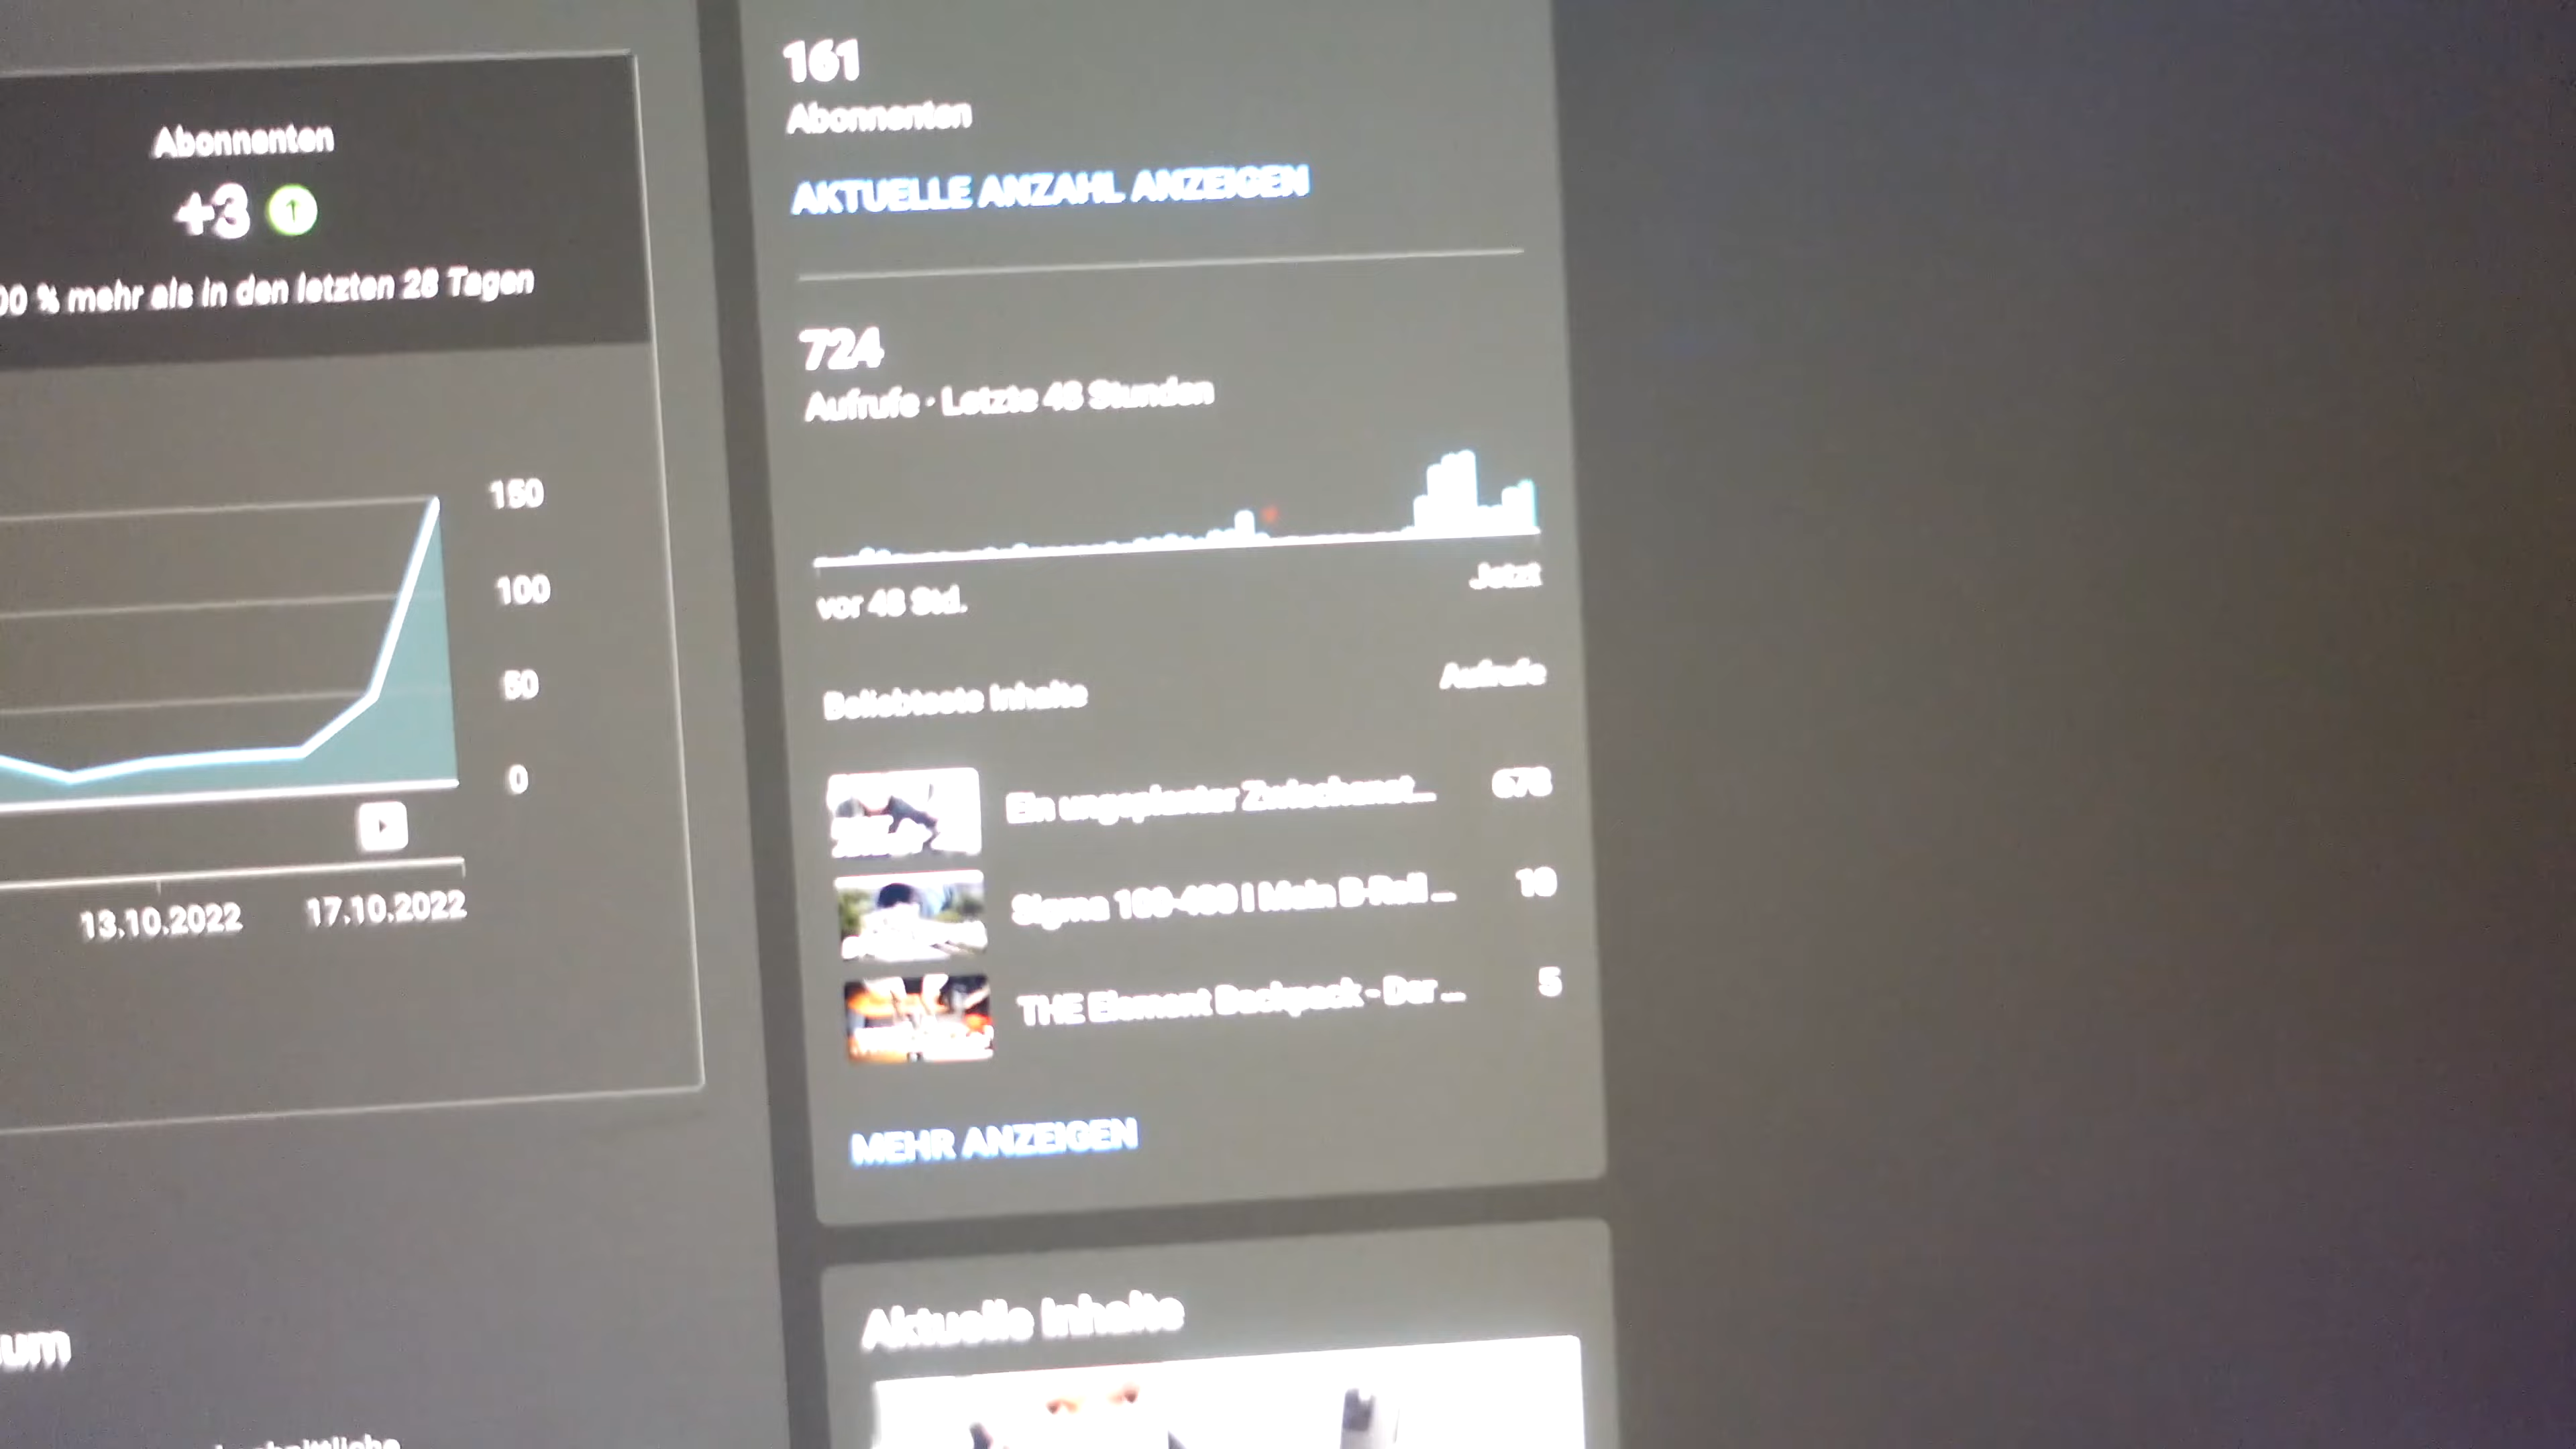 Abonnenten
+3
00 % mehr als in den letzten 28 Tagen
150
100
50
0
13.10.2022
17.10.2022
um
161
Abonnenten
AKTUELLE ANZAHL ANZEIGEN
724
Aufrufe · Letzte 48 Stunden
vor 48 Std.
Jetzt
Beliebteste Inhalte
Aufrufe
Ein ungeplanter Zwischenst...
678
Sigma 100-400 I Mein B-Roll ...
10
THE Element Backpack - Der ...
5
MEHR ANZEIGEN
Aktuelle Inhalte